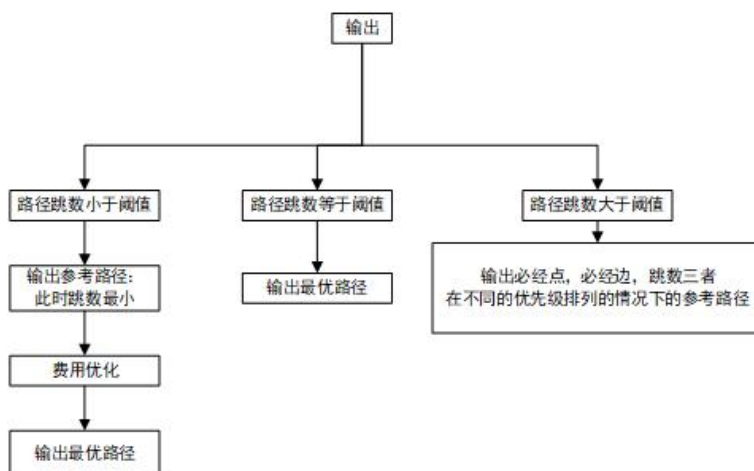 输出
路径跳数小于阈值
路径跳数等于阈值
路径跳数大于阈值
输出参考路径：
此时跳数最小
输出最优路径
输出必经点，必经边，跳数三者
在不同的优先级排列的情况下的参考路径
费用优化
输出最优路径